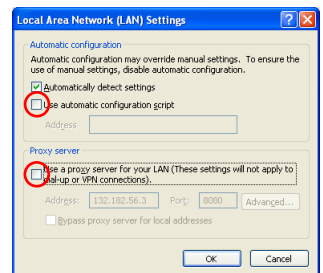 Local Area Network (LAN) Settings
Automatic configuration
Automatic configuration may override manual settings. To ensure the
use of manual settings, disable automatic configuration.
Automatically detect settings
Use automatic configuration script
Address
Proxy server
Use a proxy server for your LAN (These settings will not apply to
dial-up or VPN connections).
Address: 132.182.56.3 Port: 8080 Advanced...
Bypass proxy server for local addresses
OK Cancel